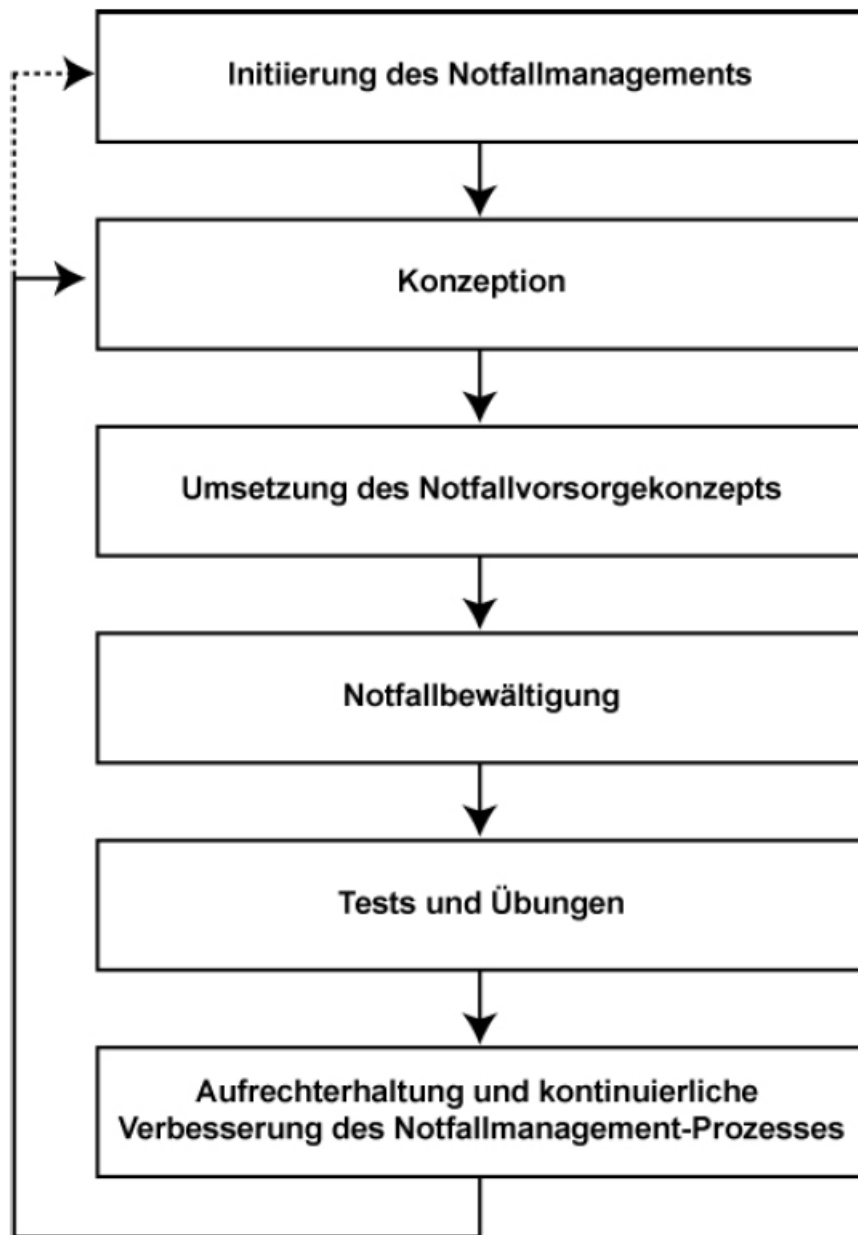 Initiierung des Notfallmanagements
Konzeption
Umsetzung des Notfallvorsorgekonzepts
Notfallbewältigung
Tests und Übungen
Aufrechterhaltung und kontinuierliche
Verbesserung des Notfallmanagement-Prozesses